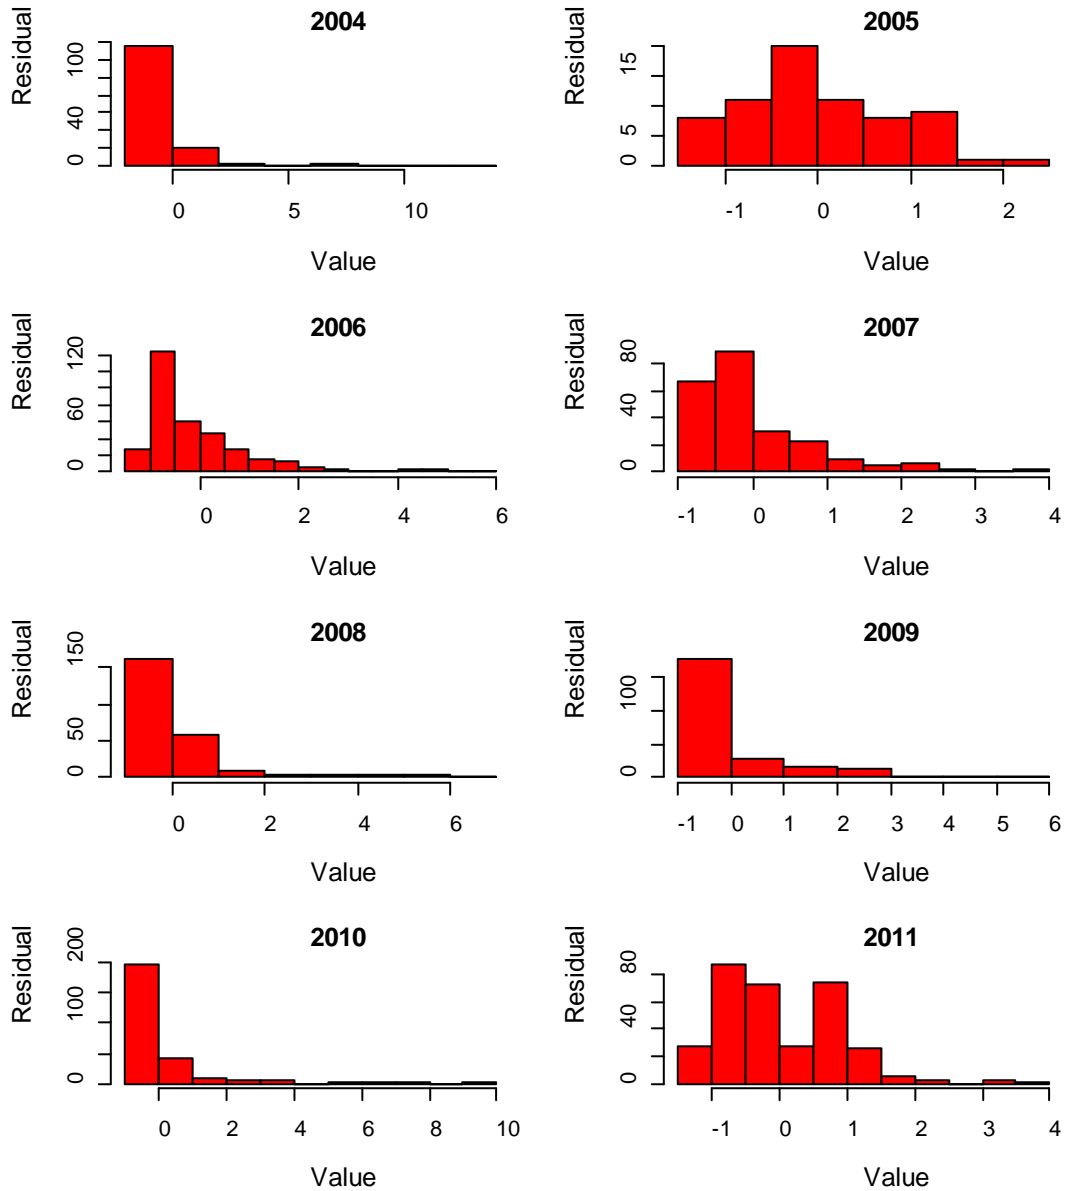 2004
Residual
0 40 100
0 5 10
Value
2005
Residual
5 15
-1 0 1 2
Value
2006
Residual
0 60 120
0 2 4 6
Value
2007
Residual
0 40 80
-1 0 1 2 3 4
Value
2008
Residual
0 50 150
0 2 4 6
Value
2009
Residual
0 100
-1 0 1 2 3 4 5 6
Value
2010
Residual
0 100 200
0 2 4 6 8 10
Value
2011
Residual
0 40 80
-1 0 1 2 3 4
Value